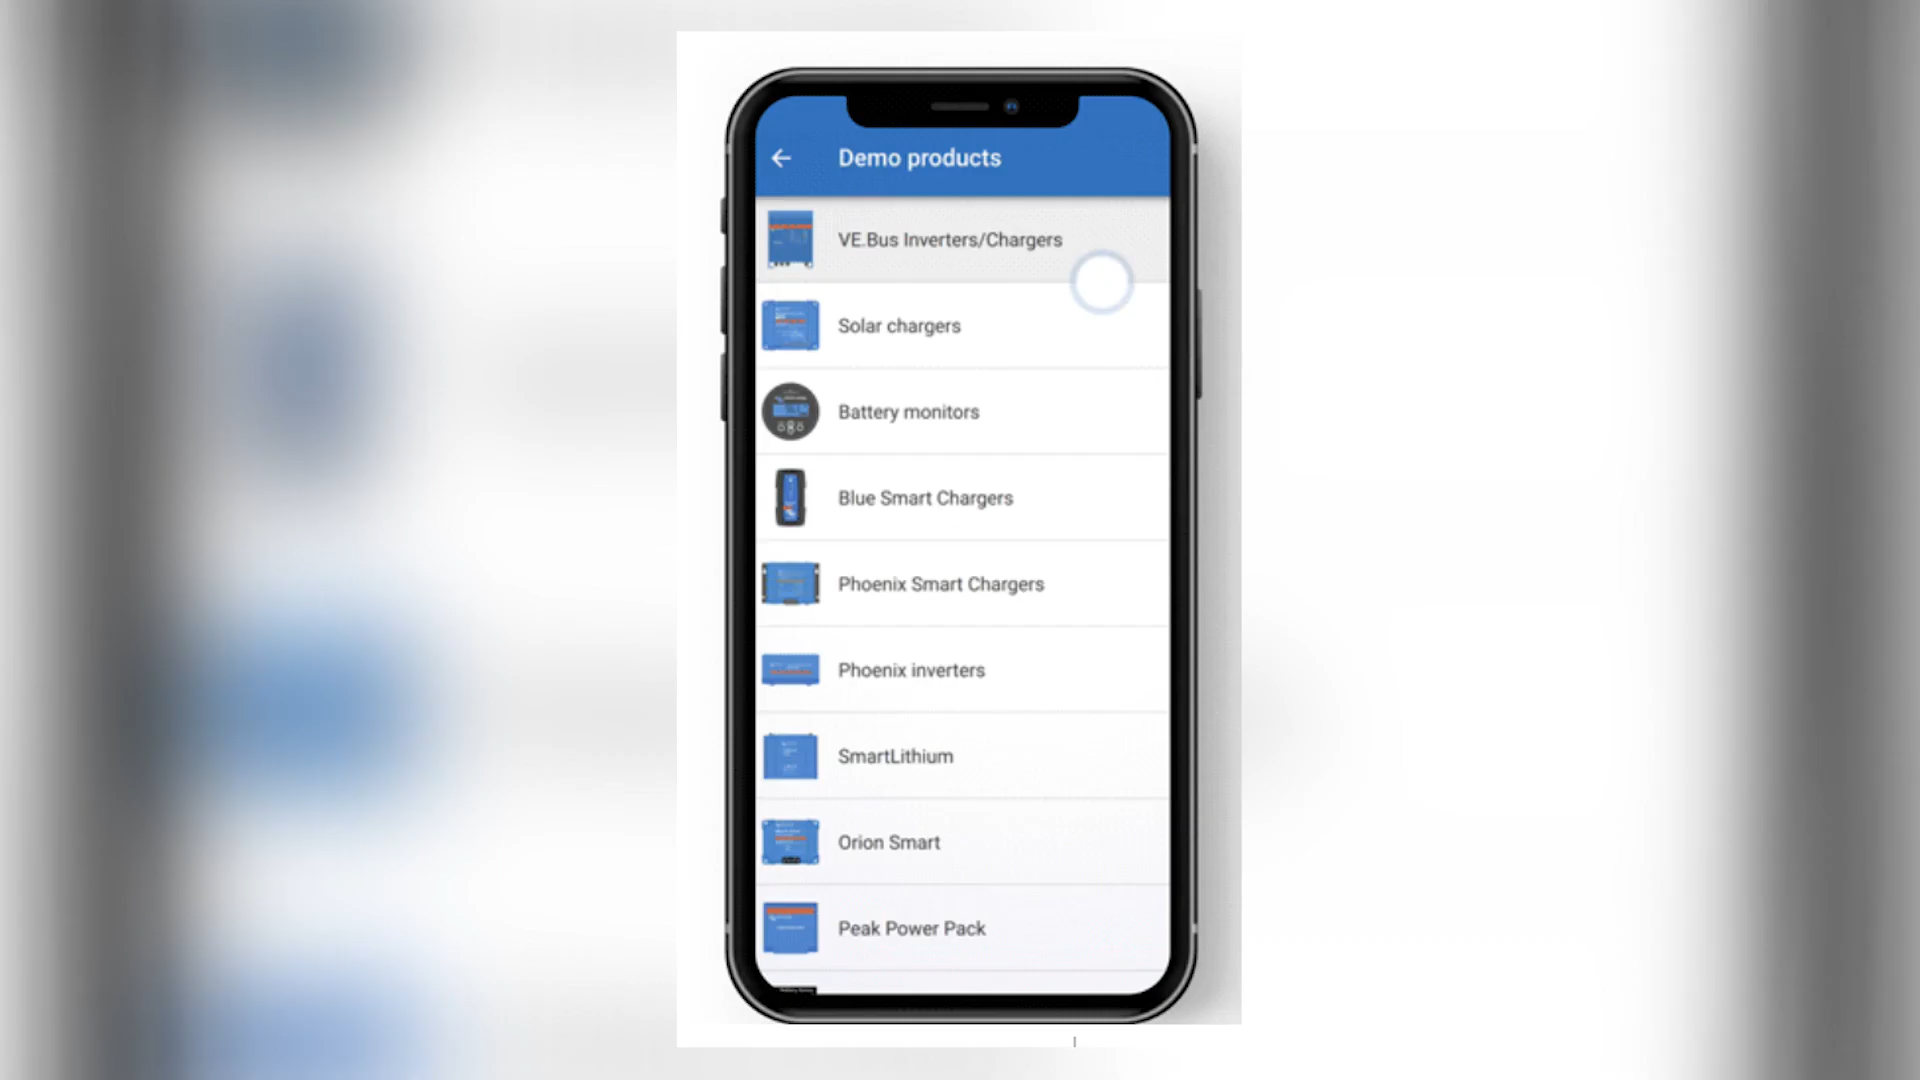 Demo products
VE.Bus Inverters/Chargers
Solar chargers
Battery monitors
Blue Smart Chargers
Phoenix Smart Chargers
Phoenix inverters
SmartLithium
Orion Smart
Peak Power Pack